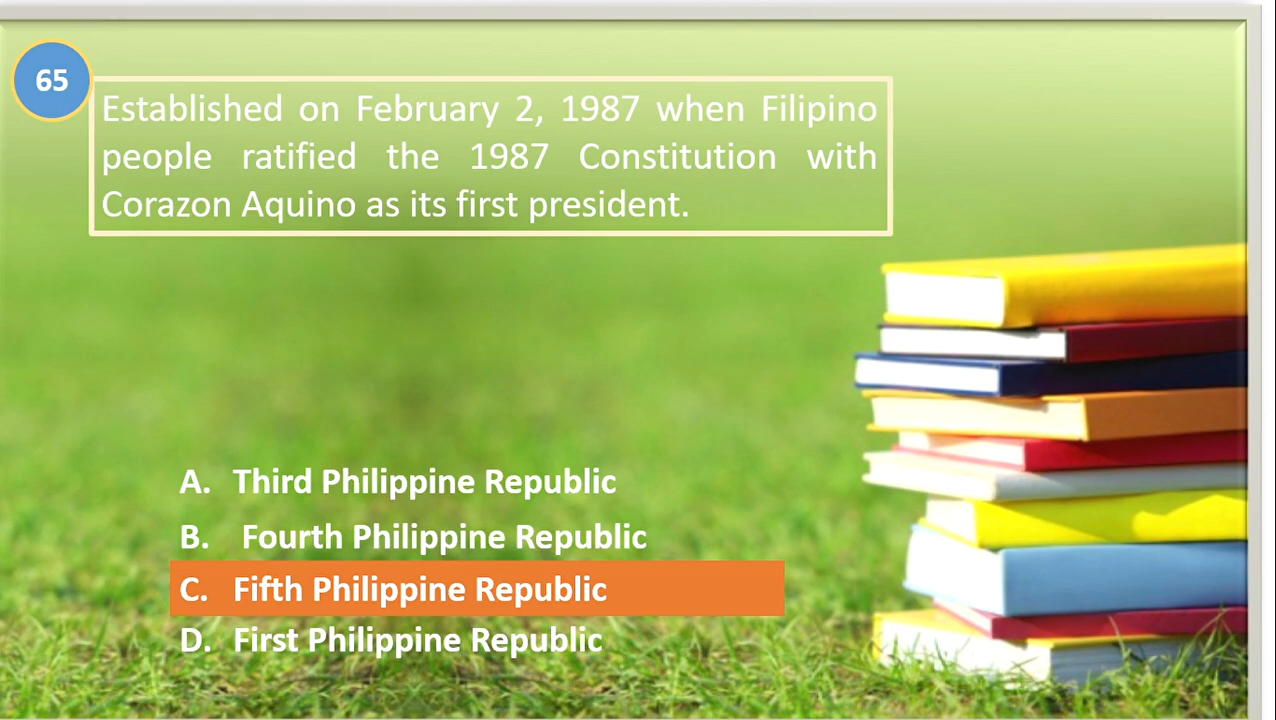 65
Established on February 2, 1987 when Filipino
people ratified the 1987 Constitution with
Corazon Aquino as its first president.
A. Third Philippine Republic
B. Fourth Philippine Republic
C. Fifth Philippine Republic
D. First Philippine Republic